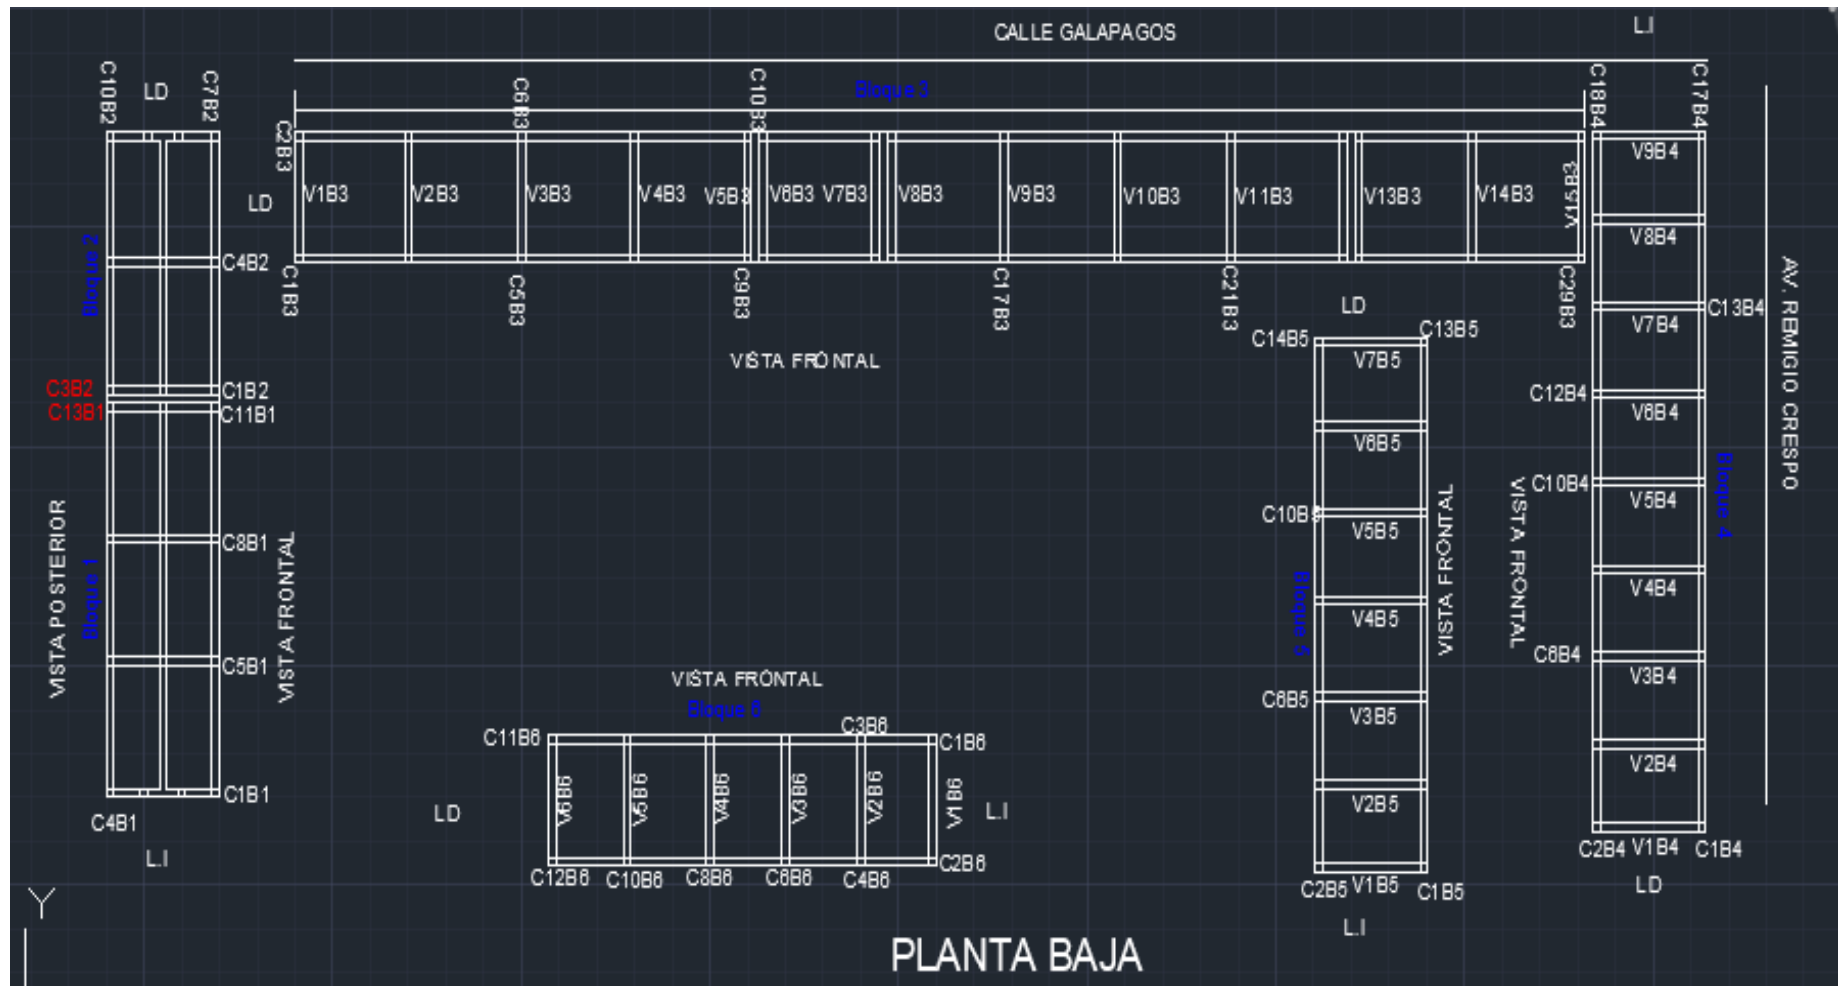 CALLE GALAPAGOS
L.I
C10B2
LD
C7B2
C6B3
C10B3
Bloque 3
C18B4
C17B4
C2B3
V1B3
V2B3
V3B3
V4B3
V5B3
V6B3
V7B3
V8B3
V9B3
V10B3
V11B3
V13B3
V14B3
V15B3
V9B4
LD
V8B4
Bloque 2
C4B2
C1B3
C5B3
C9B3
C17B3
C21B3
C29B3
LD
C13B4
V7B4
AV. REMIGIO CRESPO
C14B5
C13B5
VISTA FRONTAL
V7B5
C3B2
C1B2
C12B4
V6B4
C13B1
C11B1
V6B5
C10B4
V5B4
Bloque 4
VISTA FRONTAL
VISTA FRONTAL
C10B5
V5B5
C8B1
VISTA POSTERIOR
Bloque 1
VISTA FRONTAL
Bloque 5
V4B5
V4B4
C5B1
C6B4
V3B4
VISTA FRONTAL
Bloque 6
C6B5
V3B5
C11B6
C3B6
C1B6
V2B4
V6B6
V5B6
V4B6
V3B6
V2B6
V1B6
C1B1
V2B5
LD
L.I
C4B1
L.I
C2B6
C12B6
C10B6
C8B6
C6B6
C4B6
C2B4
V1B4
C1B4
C2B5
V1B5
C1B5
LD
L.I
Y
PLANTA BAJA